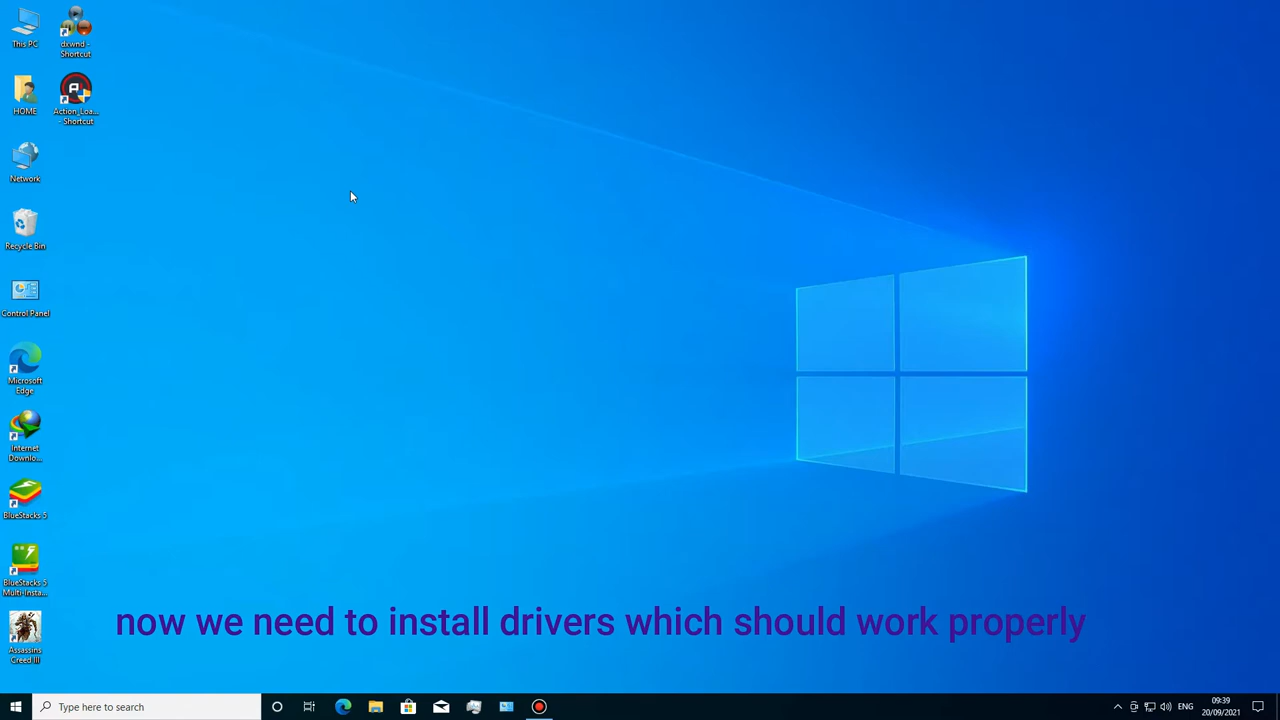 This PC
dxwnd -
Shortcut
HOME
Action_Loa...
- Shortcut
Network
Recycle Bin
Control Panel
Microsoft
Edge
Internet
Downlo...
BlueStacks 5
BlueStacks 5
Multi-Insta...
Assassins
Creed III
now we need to install drivers which should work properly
Type here to search
ENG
09:39
20/09/2021